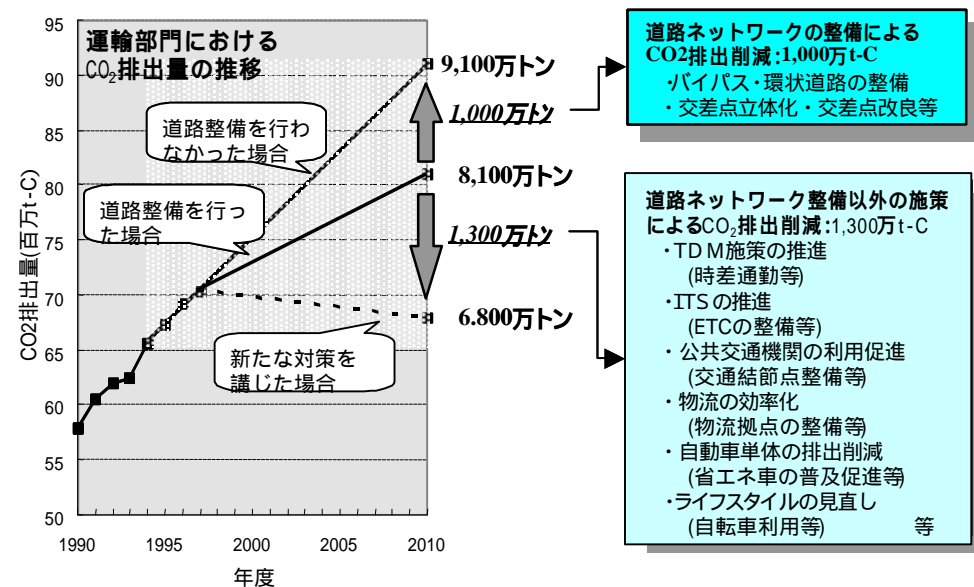 運輸部門における
CO2排出量の推移
95
90
85
80
75
70
65
60
55
50
CO2排出量(百万t-C)
1990
1995
2000
2005
2010
年度
道路整備を行わ
なかった場合
道路整備を行っ
た場合
新たな対策を
講じた場合
9,100万トン
1,000万トン
8,100万トン
1,300万トン
6.800万トン
道路ネットワークの整備による
CO2排出削減:1,000万t-C
・バイパス・環状道路の整備
・交差点立体化・交差点改良等
道路ネットワーク整備以外の施策
によるCO2排出削減:1,300万t-C
・TDM施策の推進
(時差通勤等)
・ITSの推進
(ETCの整備等)
・公共交通機関の利用促進
(交通結節点整備等)
・物流の効率化
(物流拠点の整備等)
・自動車単体の排出削減
(省エネ車の普及促進等)
・ライフスタイルの見直し
(自転車利用等) 等